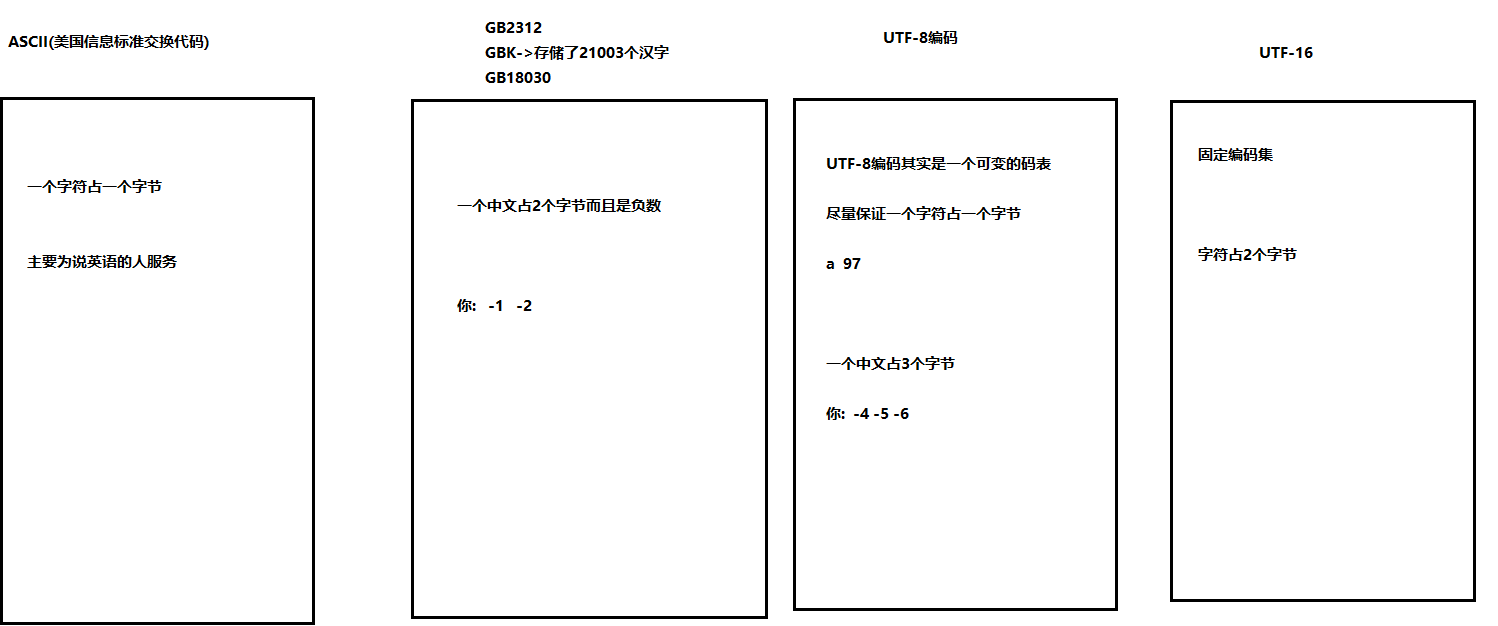 ASCII(美国信息标准交换代码)
一个字符占一个字节
主要为说英语的人服务
GB2312
GBK->存储了21003个汉字
GB18030
一个中文占2个字节而且是负数
你: -1 -2
UTF-8编码
UTF-8编码其实是一个可变的码表
尽量保证一个字符占一个字节
a 97
一个中文占3个字节
你: -4 -5 -6
UTF-16
固定编码集
字符占2个字节